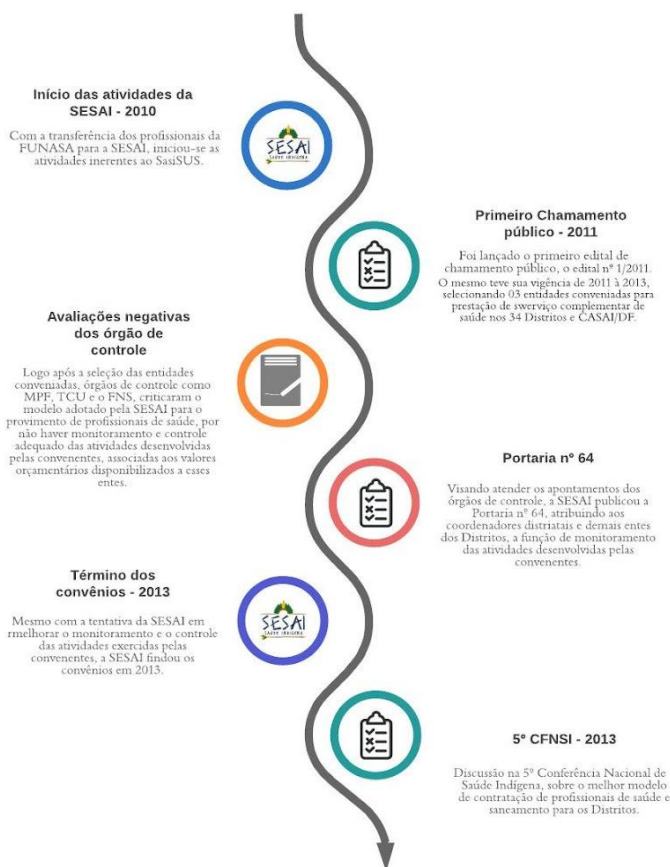 Início das atividades da
SESAI - 2010
Com a transferência dos profissionais da
FUNASA para a SESAI, iniciou-se as
atividades inerentes ao SasiSUS.
SESAI
SAÚDE INDÍGENA
Primeiro Chamamento
público - 2011
Foi lançado o primeiro edital de
chamamento público, o edital nº 1/2011.
O mesmo teve sua vigência de 2011 à 2013,
selecionando 03 entidades conveniadas para
prestação de swerviço complementar de
saúde nos 34 Distritos e CASAI/DF.
Avaliações negativas
dos órgão de
controle
Logo após a seleção das entidades
conveniadas, órgãos de controle como
MPF, TCU e o FNS, criticaram o
modelo adotado pela SESAI para o
provimento de profissionais de saúde, por
não haver monitoramento e controle
adequado das atividades desenvolvidas
pelas convenentes, associadas aos valores
orçamentários disponibilizados a esses
entes.
Portaria nº 64
Visando atender os apontamentos dos
órgãos de controle, a SESAI publicou a
Portaria nº 64, atribuindo aos
coordenadores distriatais e demais entes
dos Distritos, a função de monitoramento
das atividades desenvolvidas pelas
convenentes.
Término dos
convênios - 2013
Mesmo com a tentativa da SESAI em
rmelhorar o monitoramento e o controle
das atividades exercidas pelas
convenentes, a SESAI findou os
convênios em 2013.
SESAI
SAÚDE INDÍGENA
5º CFNSI - 2013
Discussão na 5º Conferência Nacional de
Saúde Indígena, sobre o melhor modelo
de contratação de profissionais de saúde e
saneamento para os Distritos.